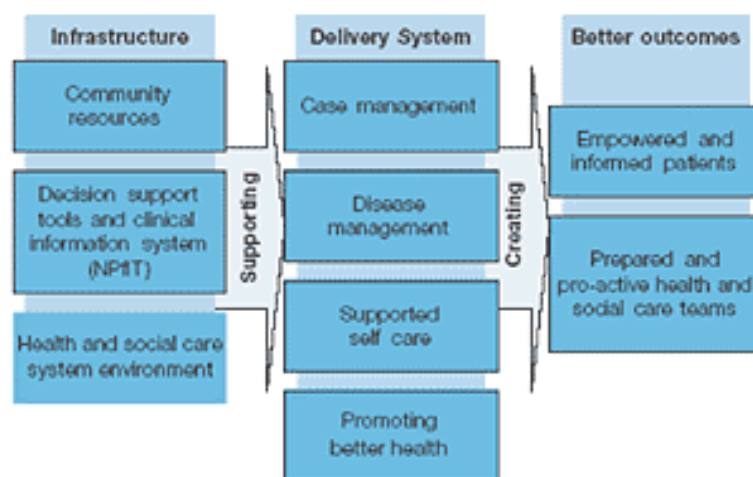 Infrastructure
Community
resources
Decision support
tools and clinical
information system
(NPfIT)
Health and social care
system environment
Supporting
Delivery System
Case management
Disease
management
Supported
self care
Promoting
better health
Creating
Better outcomes
Empowered and
informed patients
Prepared and
pro-active health and
social care teams